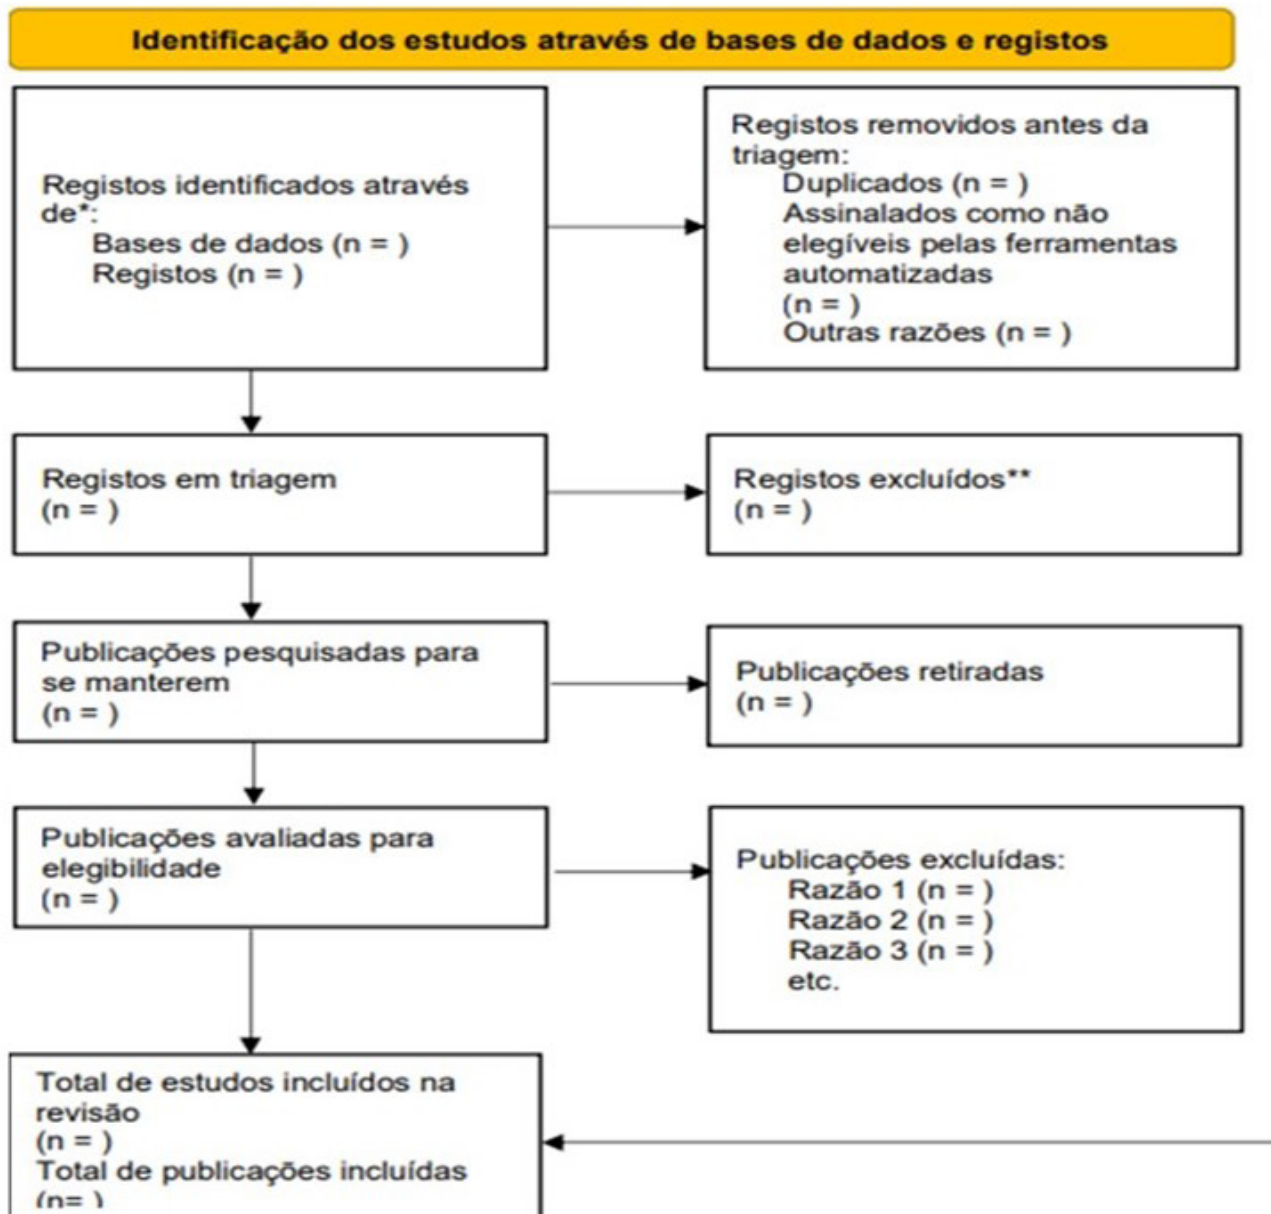 Identificação dos estudos através de bases de dados e registos
Registos identificados através
de*:
Bases de dados (n = )
Registos (n = )
Registos removidos antes da
triagem:
Duplicados (n = )
Assinalados como não
elegíveis pelas ferramentas
automatizadas
(n = )
Outras razões (n = )
Registos em triagem
(n = )
Registos excluídos**
(n = )
Publicações pesquisadas para
se manterem
(n = )
Publicações retiradas
(n = )
Publicações avaliadas para
elegibilidade
(n = )
Publicações excluídas:
Razão 1 (n = )
Razão 2 (n = )
Razão 3 (n = )
etc.
Total de estudos incluídos na
revisão
(n = )
Total de publicações incluídas
(n= )